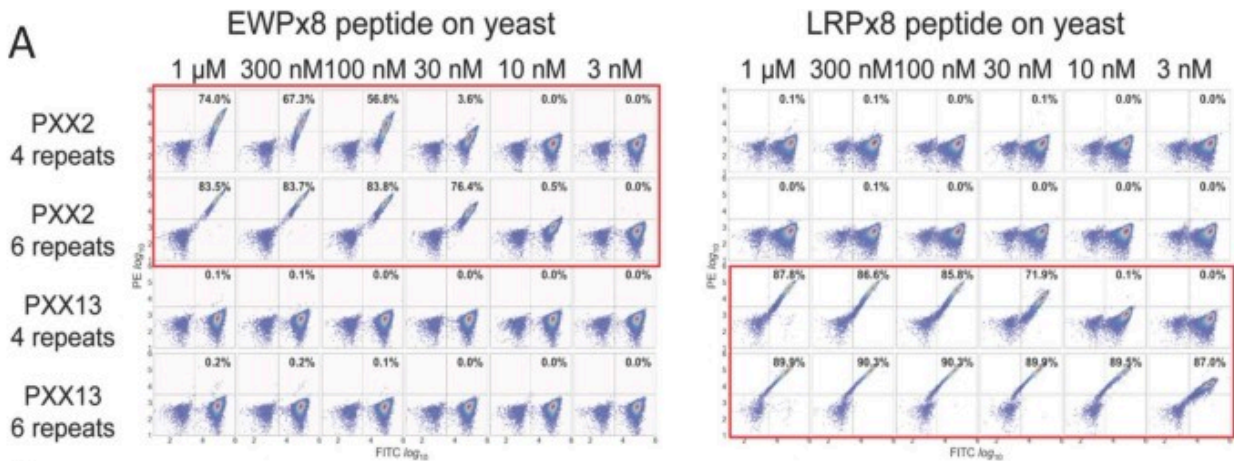 A
EWPx8 peptide on yeast
LRPx8 peptide on yeast
1 µM 300 nM 100 nM 30 nM 10 nM 3 nM
1 µM 300 nM 100 nM 30 nM 10 nM 3 nM
PXX2
4 repeats
74.0% 67.3% 56.8% 3.6% 0.0% 0.0%
0.1% 0.1% 0.0% 0.1% 0.0% 0.0%
PXX2
6 repeats
83.5% 83.7% 83.8% 76.4% 0.5% 0.0%
0.0% 0.1% 0.0% 0.0% 0.0% 0.0%
PXX13
4 repeats
0.1% 0.1% 0.0% 0.0% 0.0% 0.0%
87.8% 86.6% 85.8% 71.9% 0.1% 0.0%
PXX13
6 repeats
0.2% 0.2% 0.1% 0.0% 0.0% 0.0%
89.9% 90.3% 90.3% 89.9% 89.5% 87.0%
PE log10
FITC log10
FITC log10